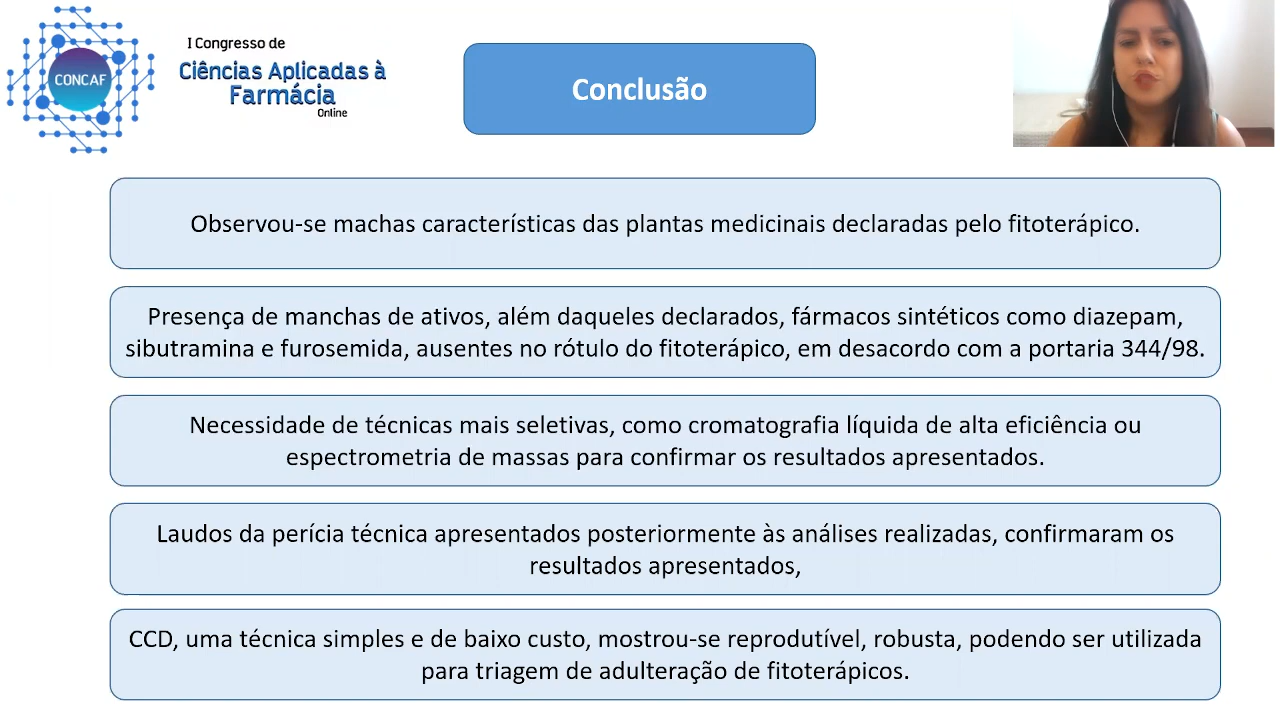 CONCAF
I Congresso de
Ciências Aplicadas à
Farmácia
Online
Conclusão
Observou-se machas características das plantas medicinais declaradas pelo fitoterápico.
Presença de manchas de ativos, além daqueles declarados, fármacos sintéticos como diazepam,
sibutramina e furosemida, ausentes no rótulo do fitoterápico, em desacordo com a portaria 344/98.
Necessidade de técnicas mais seletivas, como cromatografia líquida de alta eficiência ou
espectrometria de massas para confirmar os resultados apresentados.
Laudos da perícia técnica apresentados posteriormente às análises realizadas, confirmaram os
resultados apresentados,
CCD, uma técnica simples e de baixo custo, mostrou-se reprodutível, robusta, podendo ser utilizada
para triagem de adulteração de fitoterápicos.